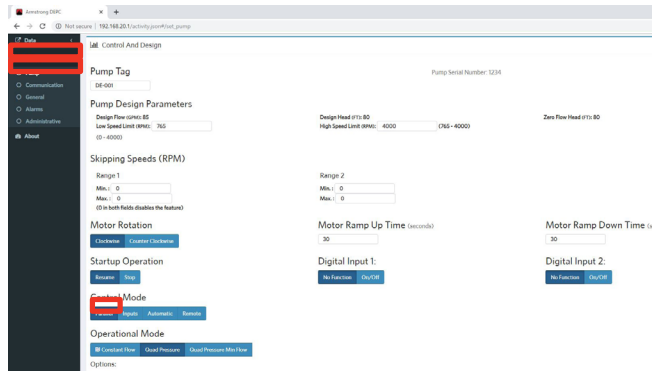 Armstrong DEPC
Not secure | 192.168.20.1/activity.json#/set_pump
Data
Communication
General
Alarms
Administrative
About
Control And Design
Pump Tag
Pump Serial Number: 1234
DE-001
Pump Design Parameters
Design Flow (GPM): 85
Design Head (FT): 80
Zero Flow Head (FT): 80
Low Speed Limit (RPM): 765
High Speed Limit (RPM): 4000 (765 - 4000)
(0 - 4000)
Skipping Speeds (RPM)
Range 1
Range 2
Min.: 0
Min.: 0
Max.: 0
Max.: 0
(0 in both fields disables the feature)
Motor Rotation
Motor Ramp Up Time (seconds)
Motor Ramp Down Time
Clockwise Counter Clockwise
30
30
Startup Operation
Digital Input 1:
Digital Input 2:
Resume Stop
No Function On/Off
No Function On/Off
Control Mode
Inputs Automatic Remote
Operational Mode
Constant Flow Quad Pressure Quad Pressure Min Flow
Options: